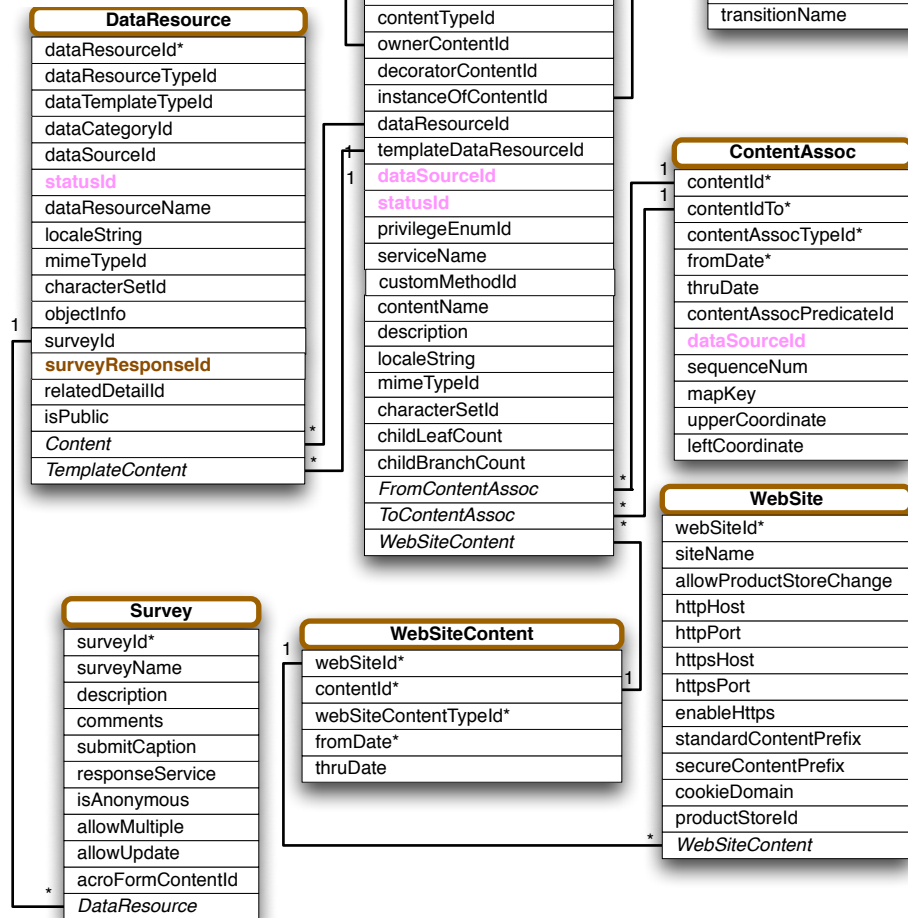 DataResource
dataResourceId*
dataResourceTypeId
dataTemplateTypeId
dataCategoryId
dataSourceId
statusId
dataResourceName
localeString
mimeTypeId
characterSetId
objectInfo
1
surveyId
surveyResponseId
relatedDetailId
isPublic
Content
*
TemplateContent
*
contentTypeId
ownerContentId
decoratorContentId
instanceOfContentId
dataResourceId
1
templateDataResourceId
1
dataSourceId
statusId
privilegeEnumId
serviceName
customMethodId
contentName
description
localeString
mimeTypeId
characterSetId
childLeafCount
childBranchCount
FromContentAssoc
*
ToContentAssoc
*
WebSiteContent
*
transitionName
ContentAssoc
1
contentId*
1
contentIdTo*
contentAssocTypeId*
fromDate*
thruDate
contentAssocPredicateId
dataSourceId
sequenceNum
mapKey
upperCoordinate
leftCoordinate
WebSite
webSiteId*
siteName
allowProductStoreChange
httpHost
httpPort
httpsHost
httpsPort
enableHttps
standardContentPrefix
secureContentPrefix
cookieDomain
productStoreId
*
WebSiteContent
Survey
surveyId*
surveyName
description
comments
submitCaption
responseService
isAnonymous
allowMultiple
allowUpdate
acroFormContentId
*
DataResource
WebSiteContent
1
webSiteId*
contentId*
1
webSiteContentTypeId*
fromDate*
thruDate